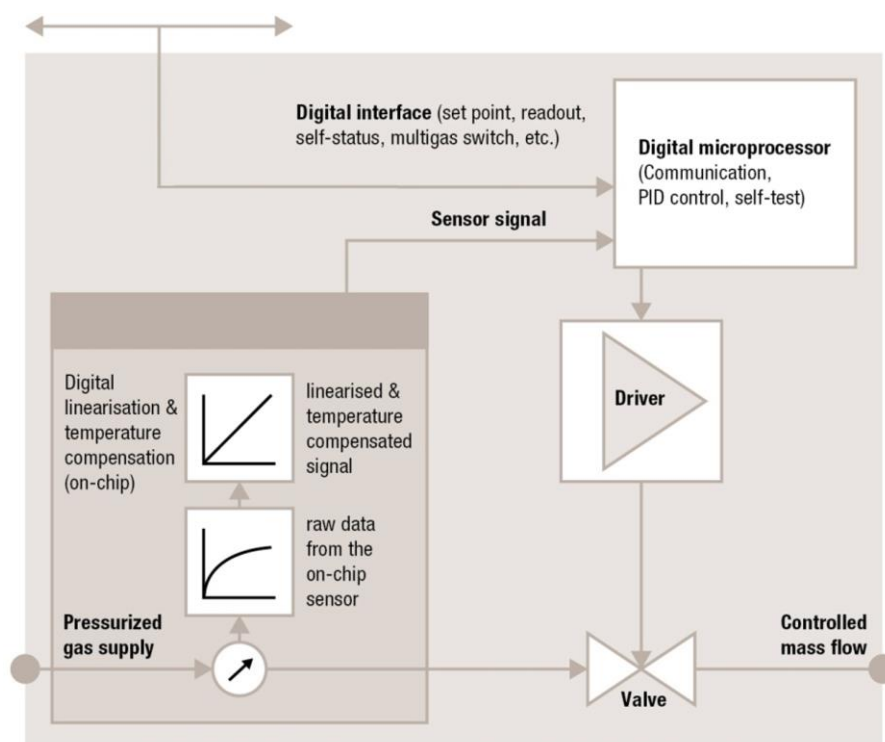 Digital interface (set point, readout,
self-status, multigas switch, etc.)
Digital microprocessor
(Communication,
PID control, self-test)
Sensor signal
Driver
Digital
linearisation &
temperature
compensation
(on-chip)
linearised &
temperature
compensated
signal
raw data
from the
on-chip
sensor
Pressurized
gas supply
Controlled
mass flow
Valve